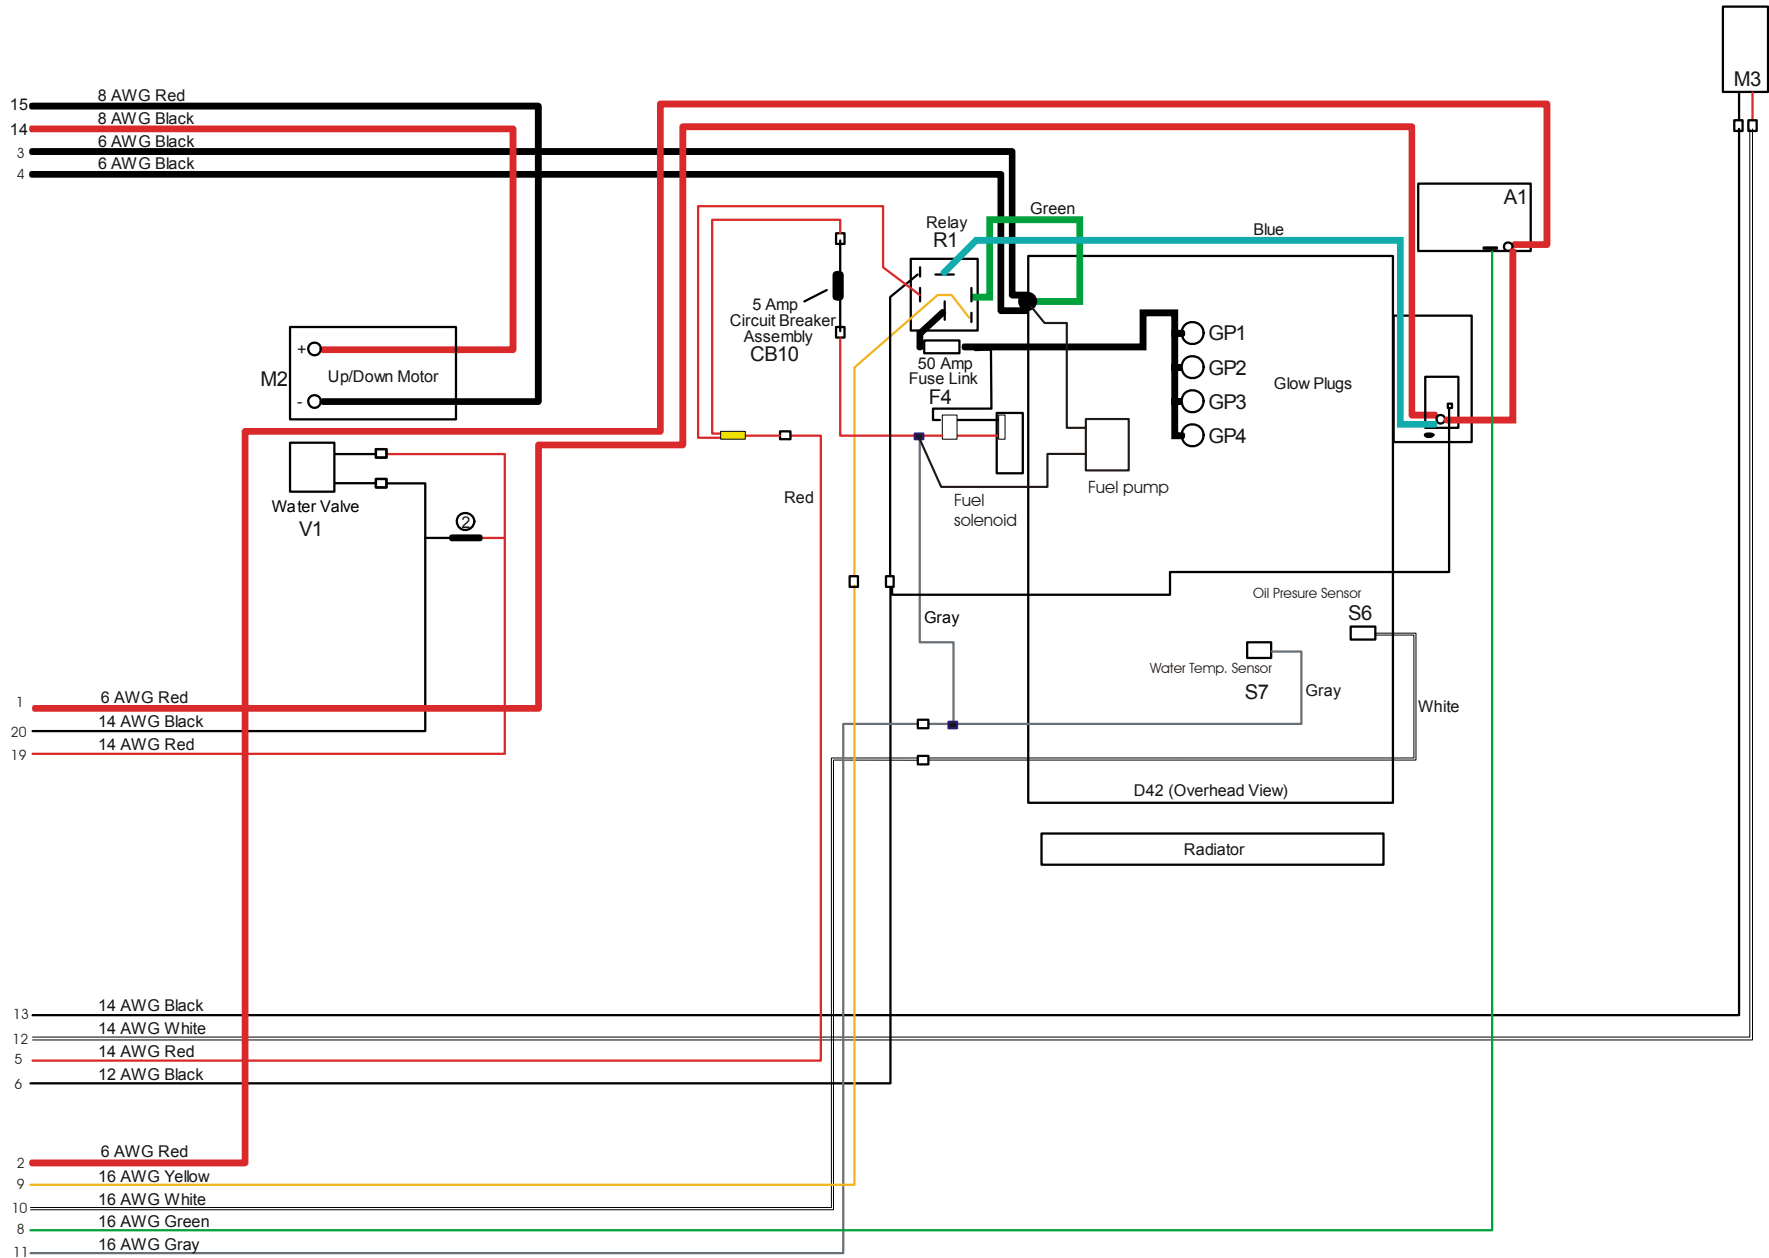 M3
15 8 AWG Red
14 8 AWG Black
3 6 AWG Black
4 6 AWG Black
A1
Green
Relay
R1
Blue
5 Amp
Circuit Breaker
Assembly
CB10
+
M2 Up/Down Motor
-
50 Amp
Fuse Link
F4
GP1
GP2
GP3
GP4
Glow Plugs
Water Valve
V1
2
Red
Fuel
solenoid
Fuel pump
Gray
Oil Presure Sensor
S6
Water Temp. Sensor
S7
Gray
White
1 6 AWG Red
20 14 AWG Black
19 14 AWG Red
D42 (Overhead View)
Radiator
13 14 AWG Black
12 14 AWG White
5 14 AWG Red
6 12 AWG Black
2 6 AWG Red
9 16 AWG Yellow
10 16 AWG White
8 16 AWG Green
11 16 AWG Gray